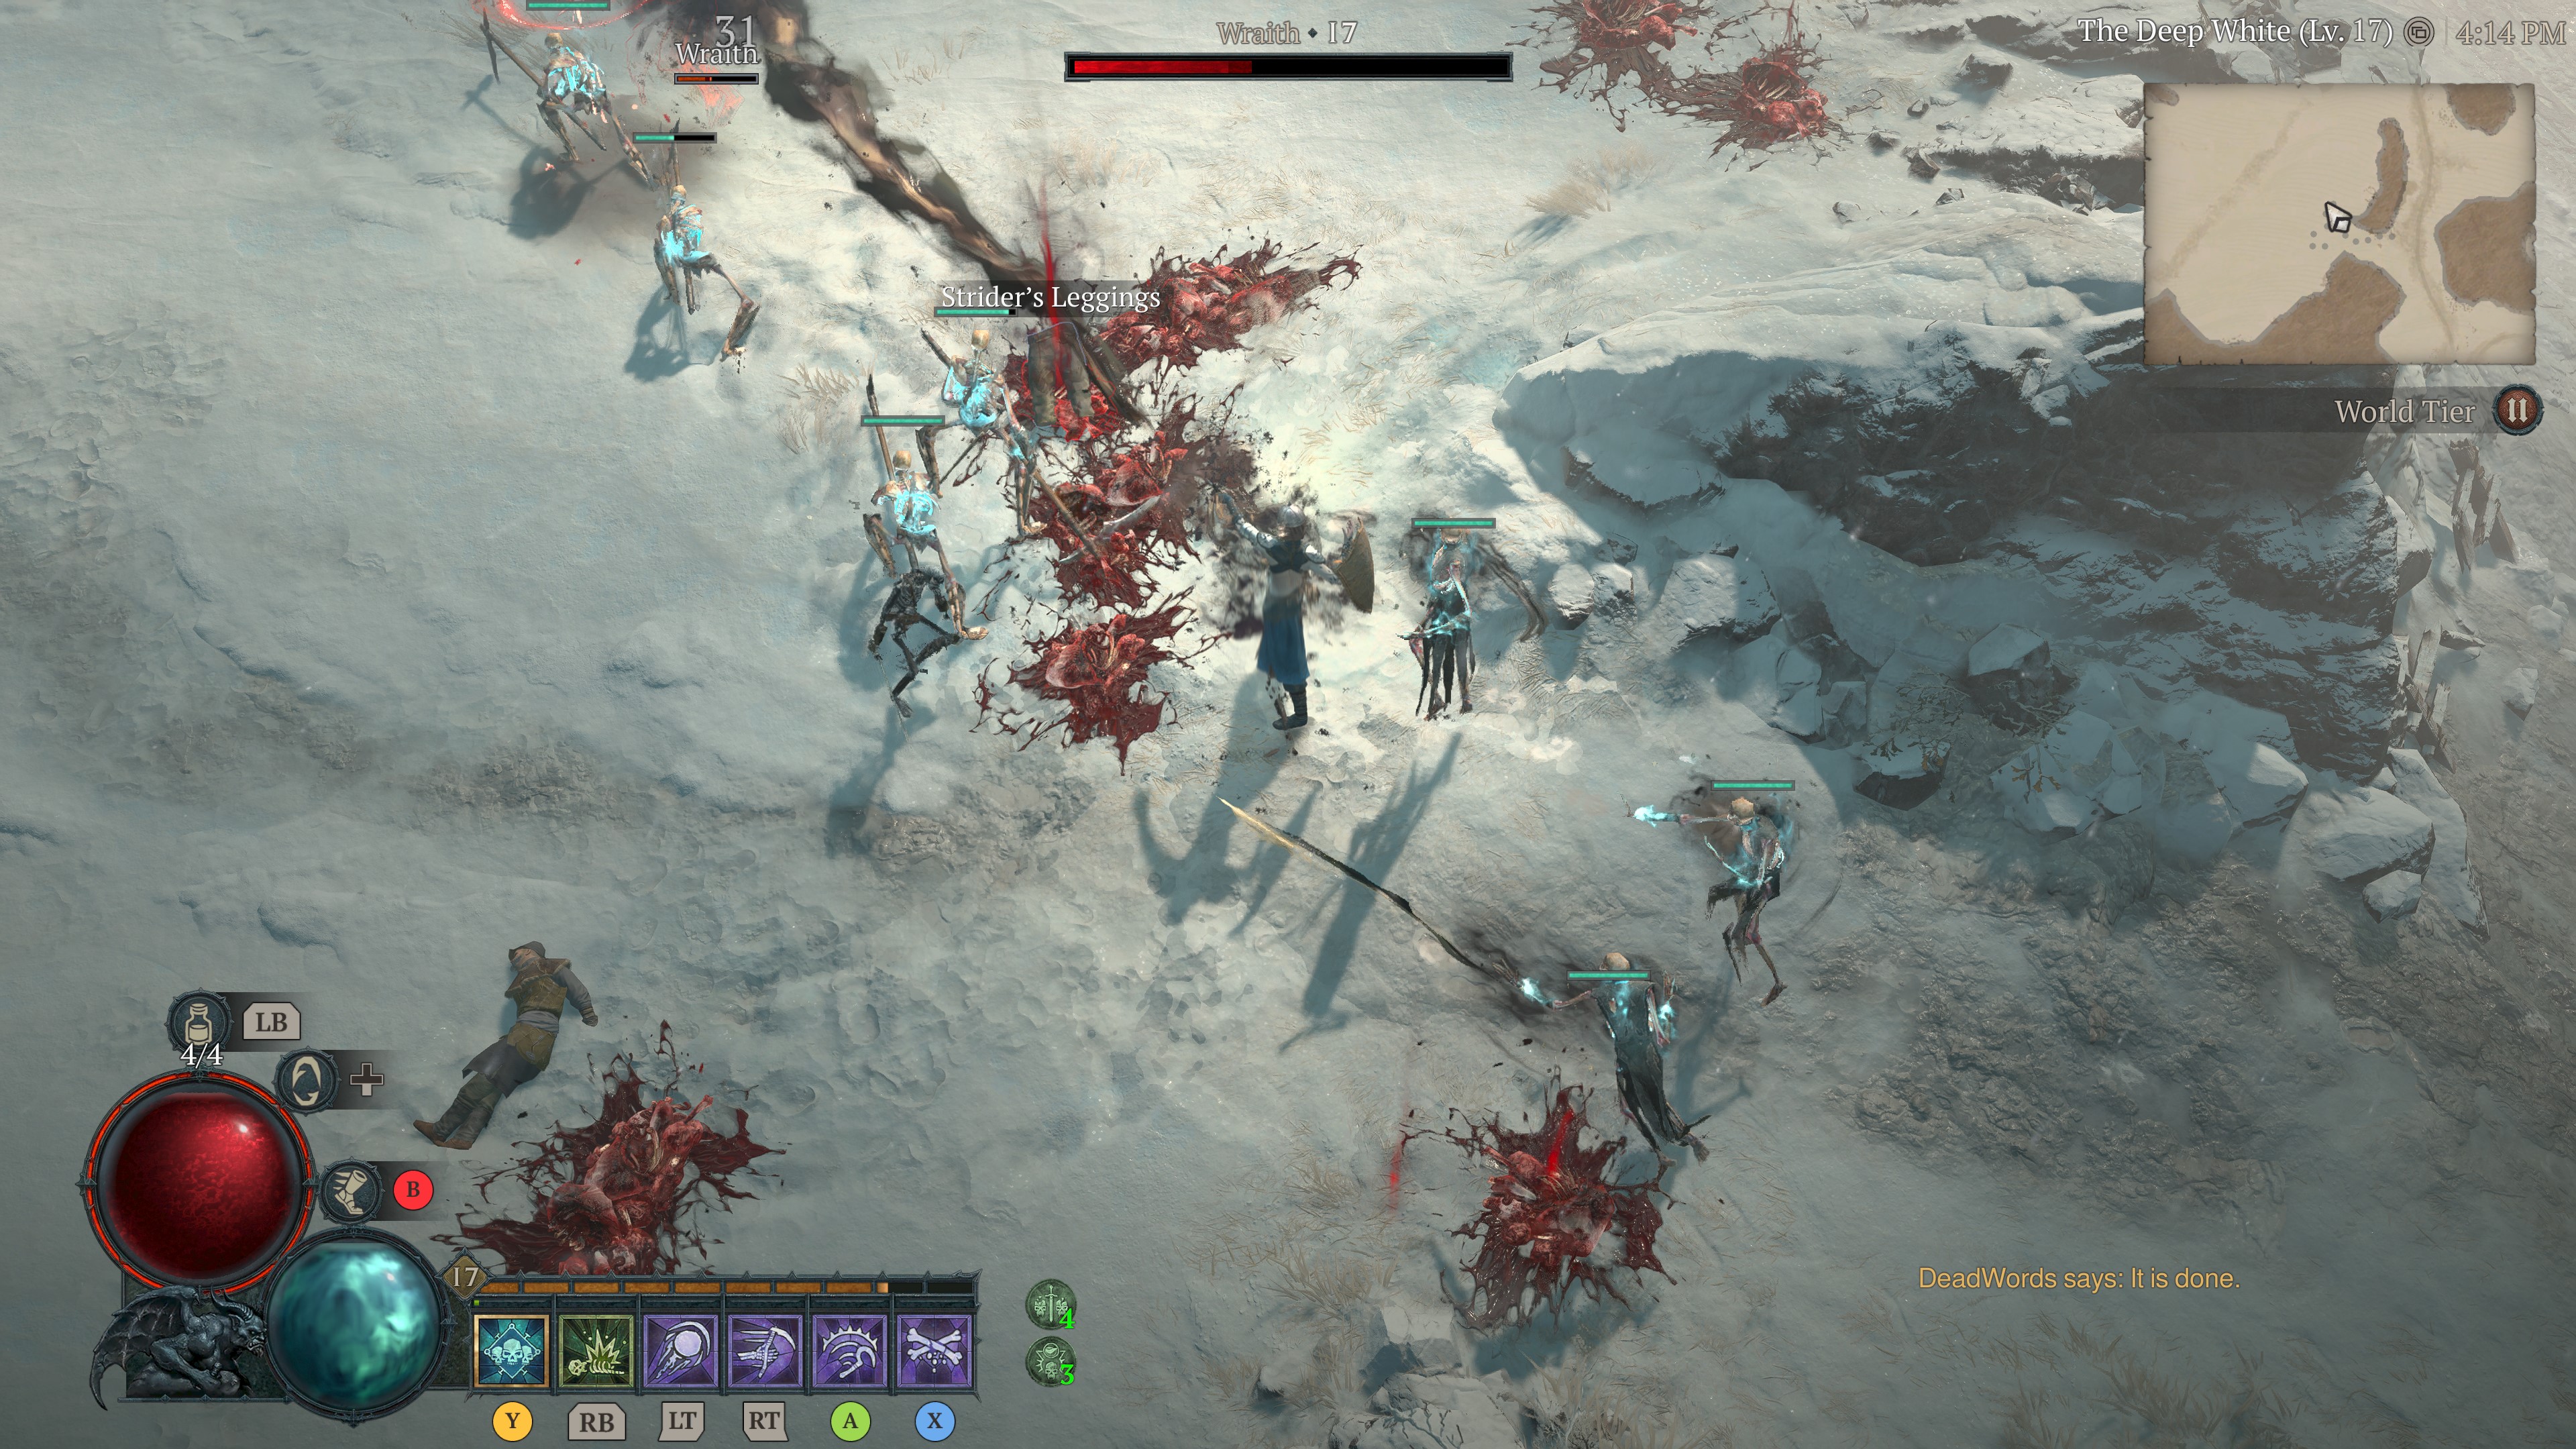 31
Wraith
Wraith • 17
The Deep White (Lv. 17)
4:14 PM
World Tier
II
Strider's Leggings
LB
4/4
B
17
4
3
Y
RB
LT
RT
A
X
DeadWords says: It is done.